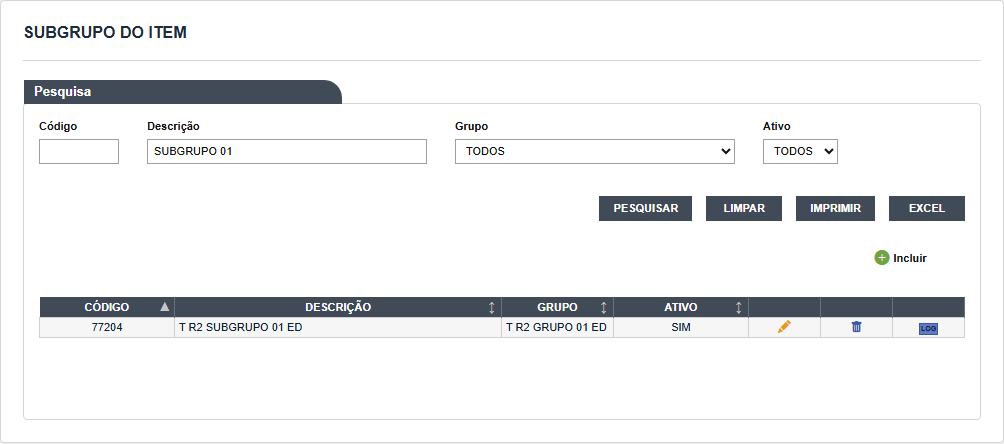 SUBGRUPO DO ITEM
Pesquisa
Código Descrição Grupo Ativo
SUBGRUPO 01 TODOS TODOS
PESQUISAR LIMPAR IMPRIMIR EXCEL
Incluir
CÓDIGO DESCRIÇÃO GRUPO ATIVO
77204 T R2 SUBGRUPO 01 ED T R2 GRUPO 01 ED SIM LOG